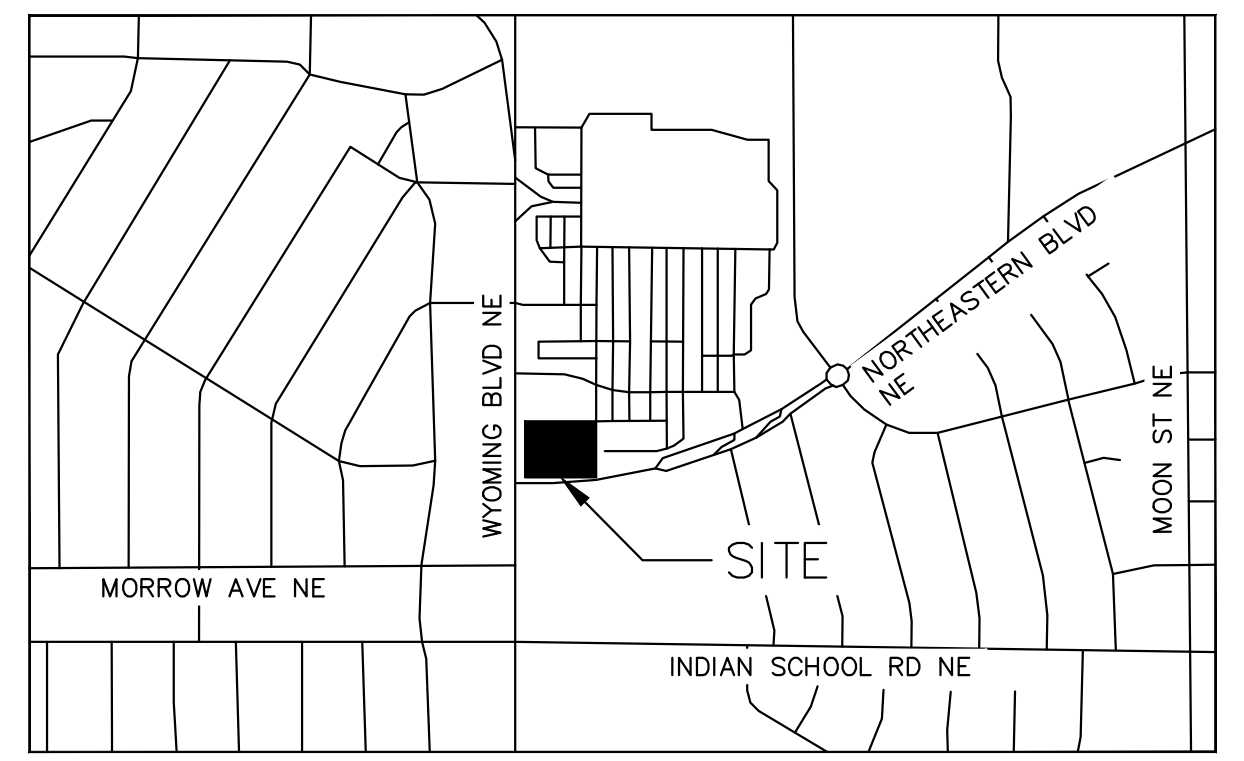 NORTHEASTERN BLVD
NE
WYOMING BLVD NE
MOON ST NE
SITE
MORROW AVE NE
INDIAN SCHOOL RD NE